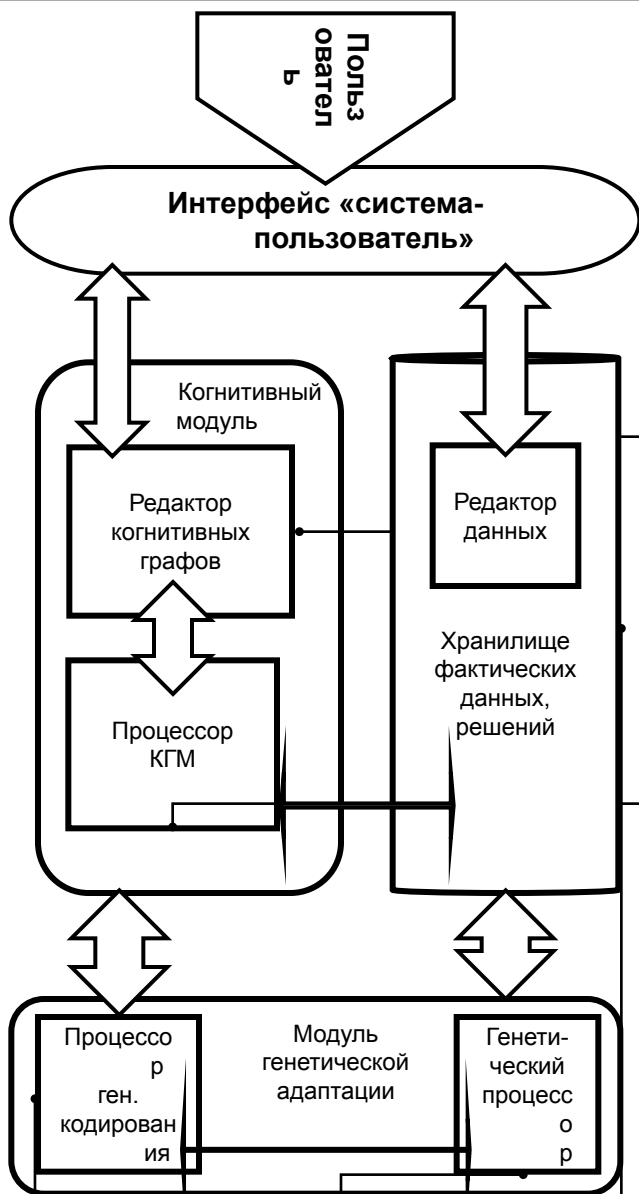 Польз
овател
ь
Интерфейс «система-
пользователь»
Когнитивный
модуль
Редактор
когнитивных
графов
Процессор
КГМ
Редактор
данных
Хранилище
фактических
данных,
решений
Процессо
р
ген.
кодирован
ия
Модуль
генетической
адаптации
Генети-
ческий
процесс
о
р